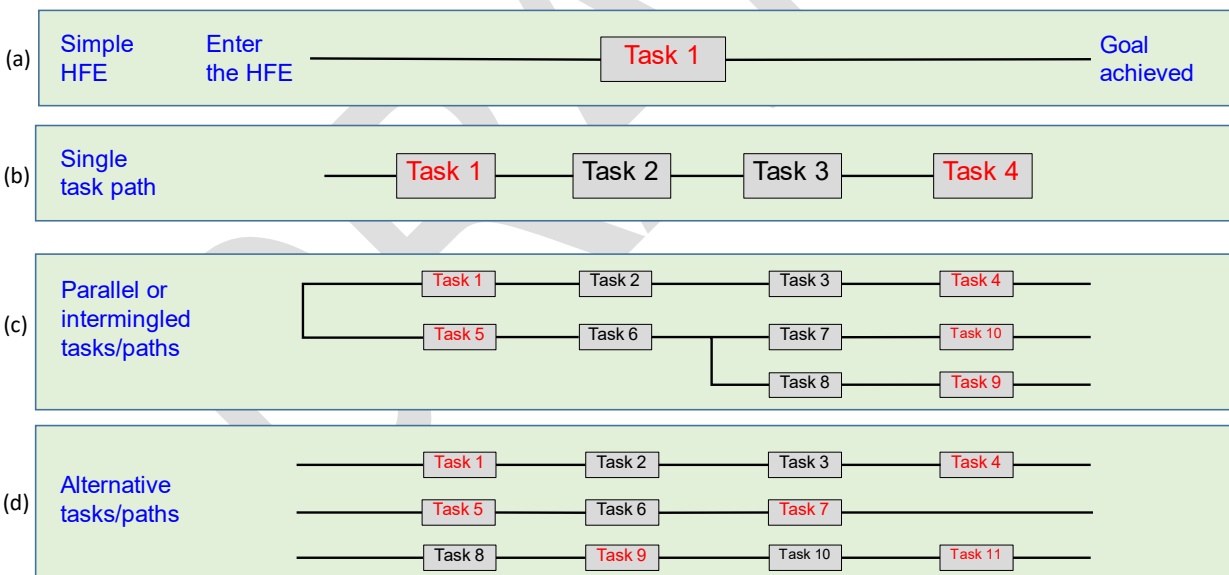 (a)
Simple
HFE
Enter
the HFE
Task 1
Goal
achieved
(b)
Single
task path
Task 1
Task 2
Task 3
Task 4
(c)
Parallel or
intermingled
tasks/paths
Task 1
Task 2
Task 3
Task 4
Task 5
Task 6
Task 7
Task 10
Task 8
Task 9
(d)
Alternative
tasks/paths
Task 1
Task 2
Task 3
Task 4
Task 5
Task 6
Task 7
Task 8
Task 9
Task 10
Task 11